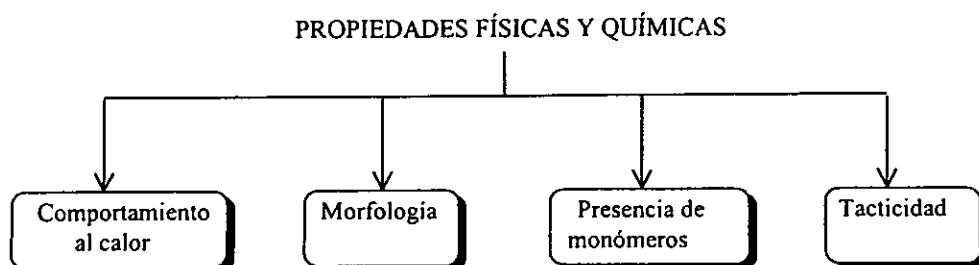 PROPIEDADES FÍSICAS Y QUÍMICAS
Comportamiento
al calor
Morfología
Presencia de
monómeros
Tacticidad